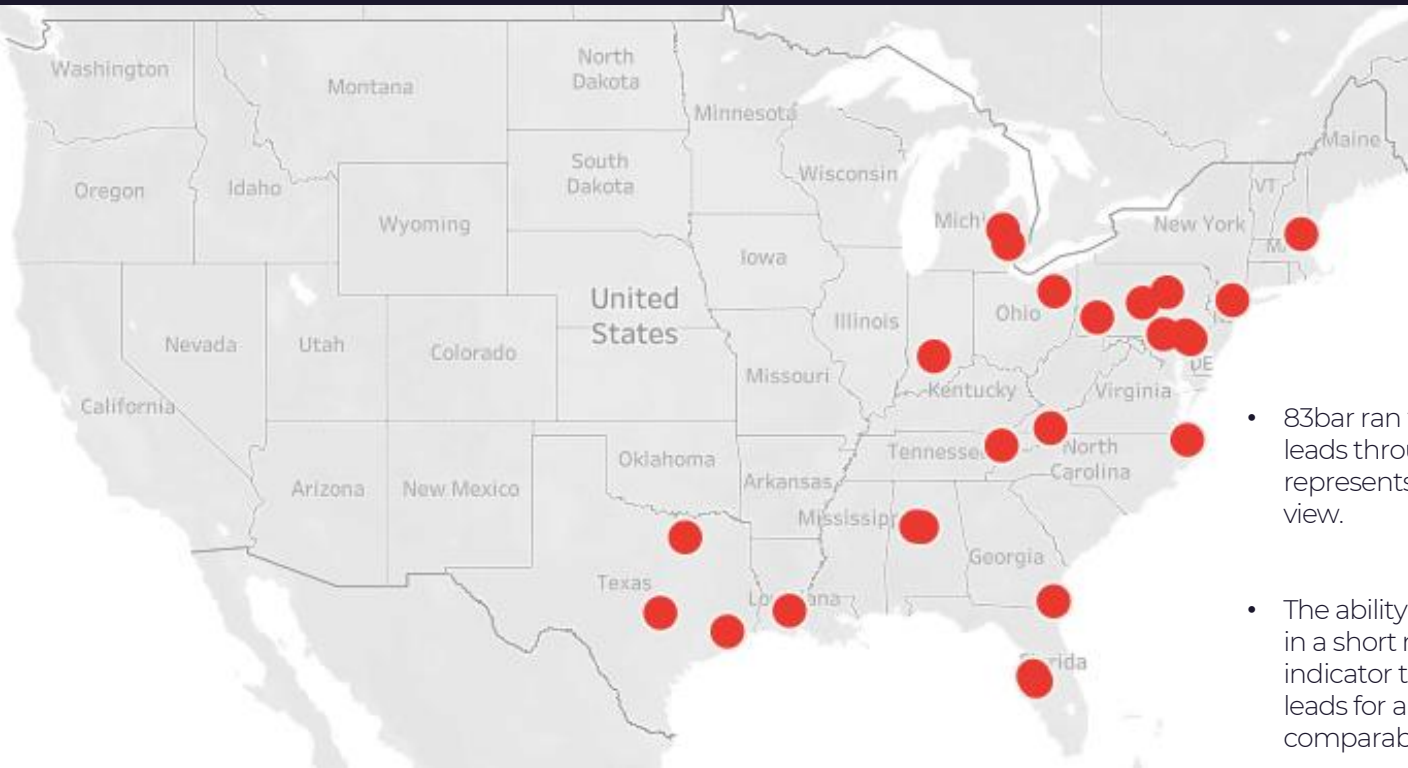 Washington
Montana
North
Dakota
Minnesota
Maine
Oregon
Idaho
South
Dakota
Wisconsin
VT
Wyoming
Mich
New York
Iowa
United
States
Nevada
Utah
Colorado
Illinois
Ohio
Missouri
DE
California
Kentucky
Virginia
Oklahoma
Tennessee
North
Carolina
Arizona
New Mexico
Arkansas
Georgia
Texas
• 83bar ran
leads
represents
view.
• The ability
in a short
indicator
leads for a